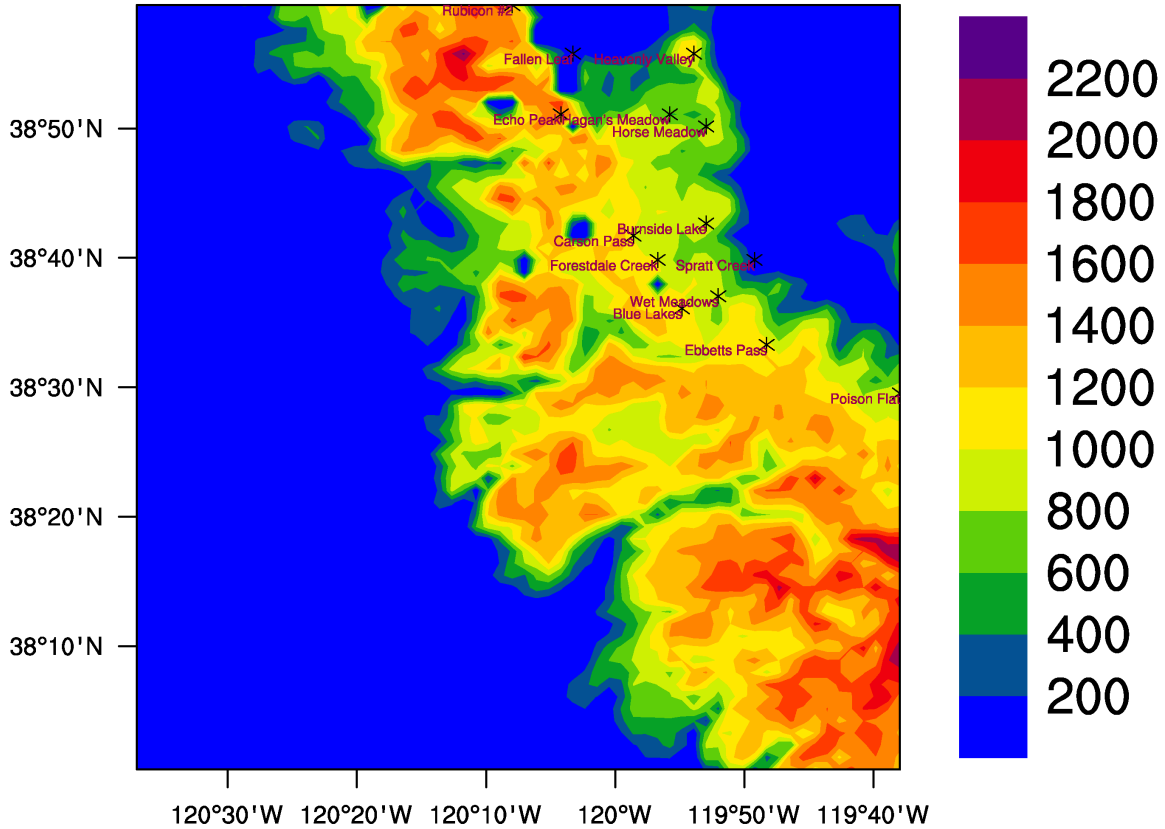 Rubicon #2
Fallen Leaf
Heavenly Valley
Echo Peak
Hagan's Meadow
Horse Meadow
Burnside Lake
Carson Pass
Forestdale Creek
Spratt Creek
Wet Meadows
Blue Lakes
Ebbetts Pass
Poison Fla
38°50'N
38°40'N
38°30'N
38°20'N
38°10'N
120°30'W
120°20'W
120°10'W
120°W
119°50'W
119°40'W
2200
2000
1800
1600
1400
1200
1000
800
600
400
200